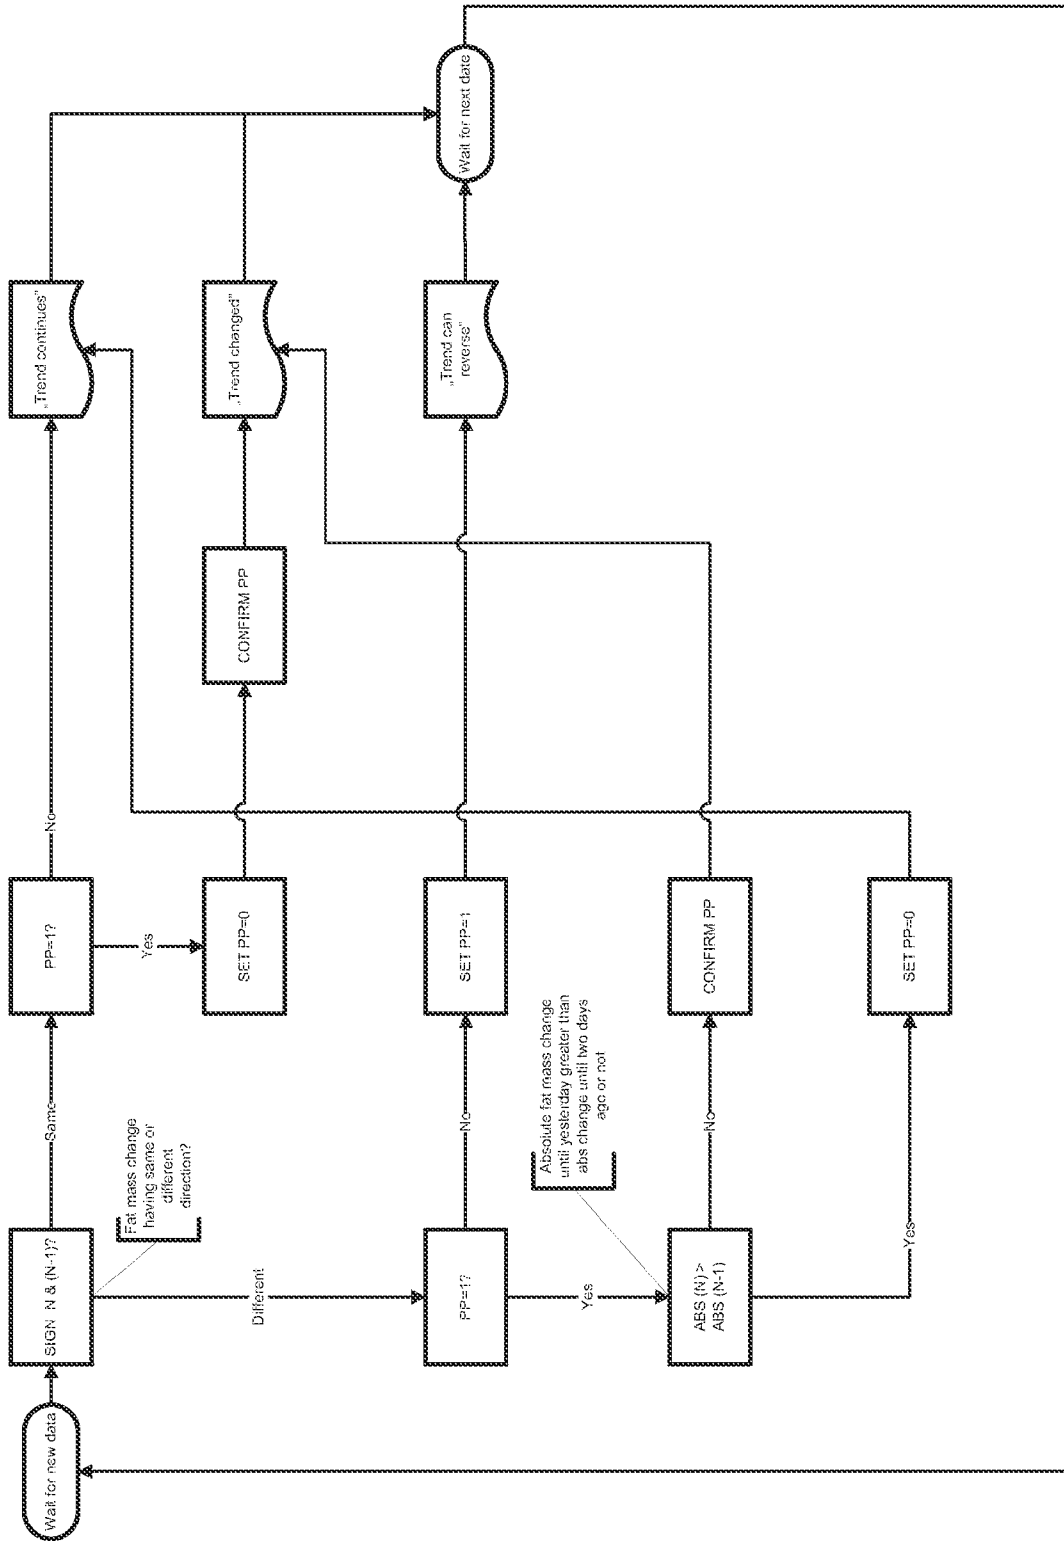 Wait for new data
SIGN N & (N-1)?
Same
PP=1?
No
„Trend continues"
Fat mass change
having same or
different
direction?
Yes
SET PP=0
CONFIRM PP
„Trend changed"
Different
PP=1?
No
SET PP=1
„Trend can
reverse"
Wait for next date
Yes
Absolute fat mass change
until yesterday greater than
abs change until two days
ago or not
ABS (N) >
ABS (N-1)
No
CONFIRM PP
Yes
SET PP=0